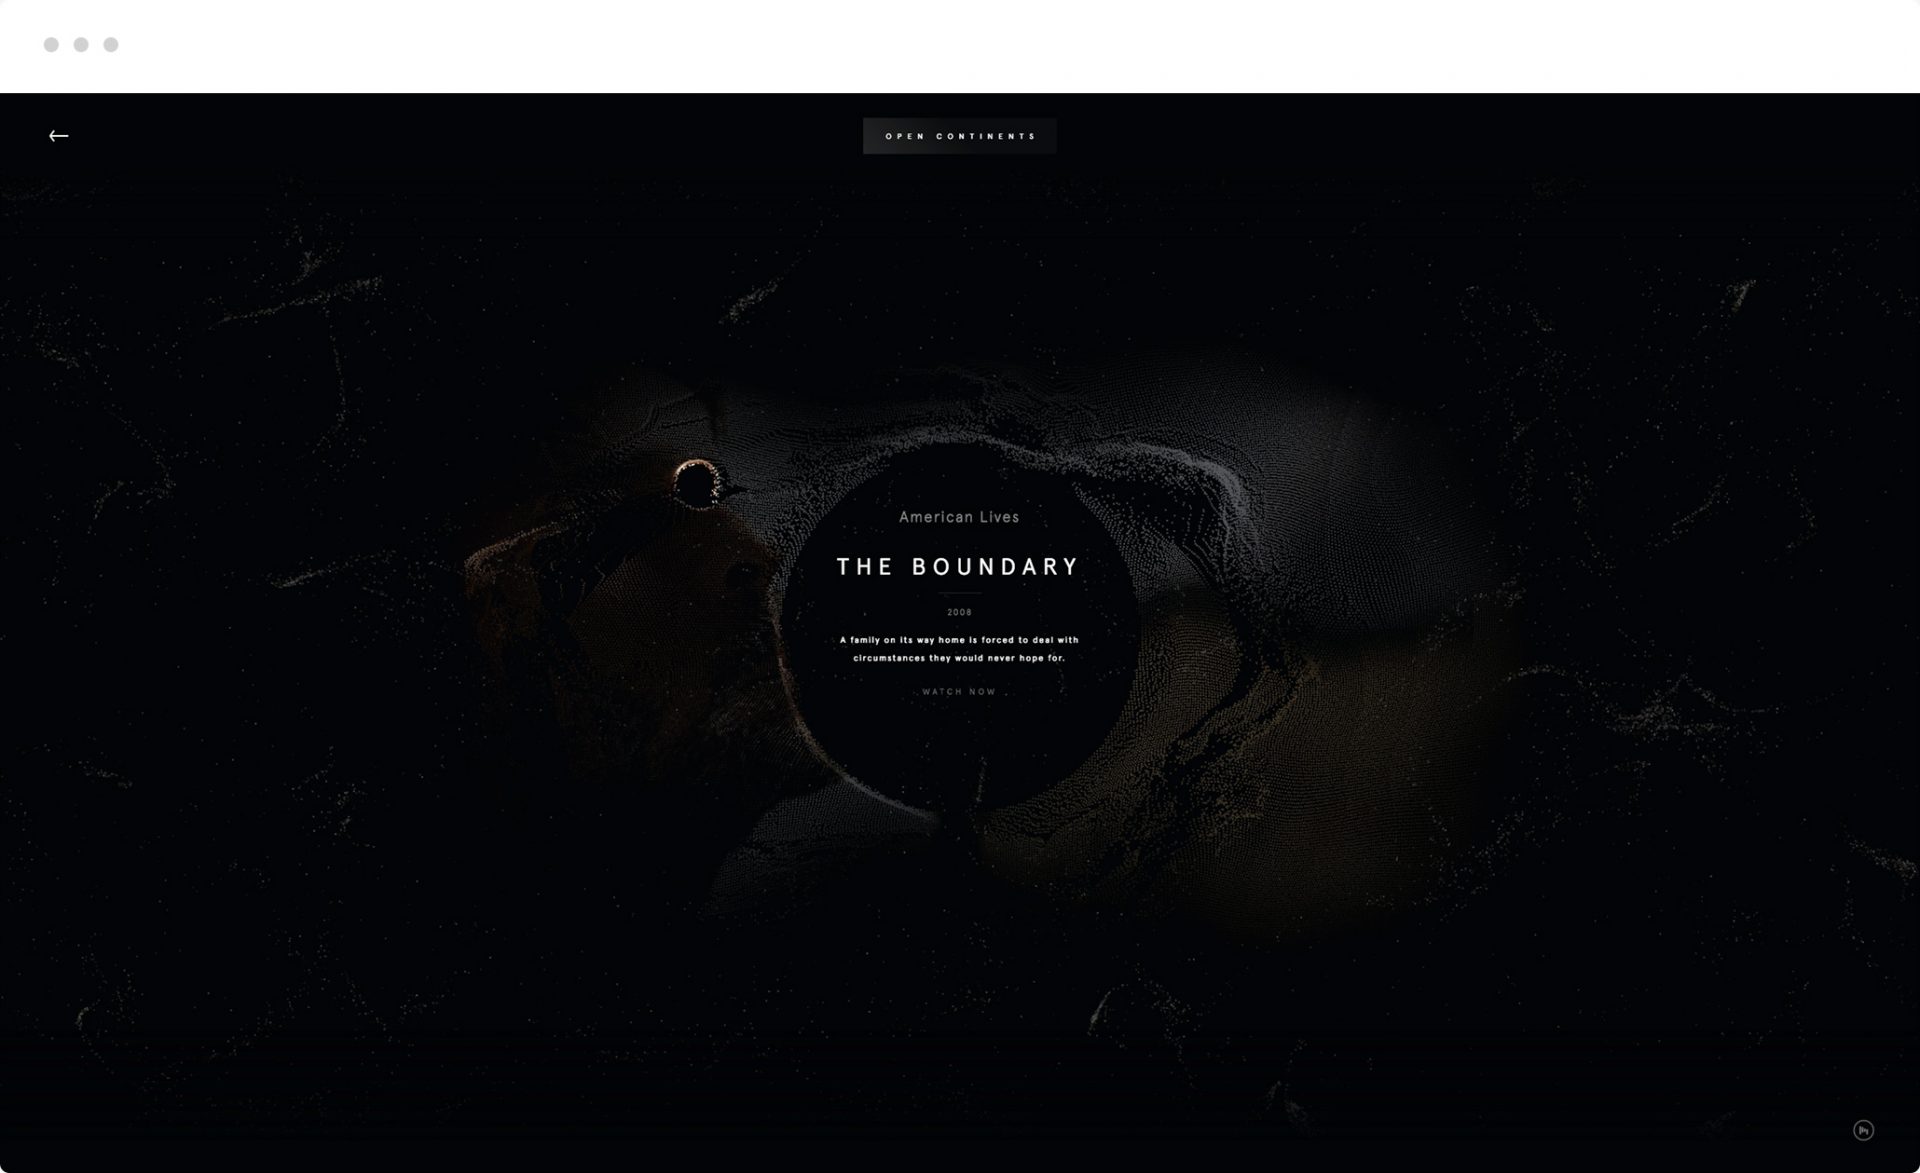 OPEN CONTINENTS
American Lives
THE BOUNDARY
2008
A family on its way home is forced to deal with
circumstances they would never hope for.
WATCH NOW